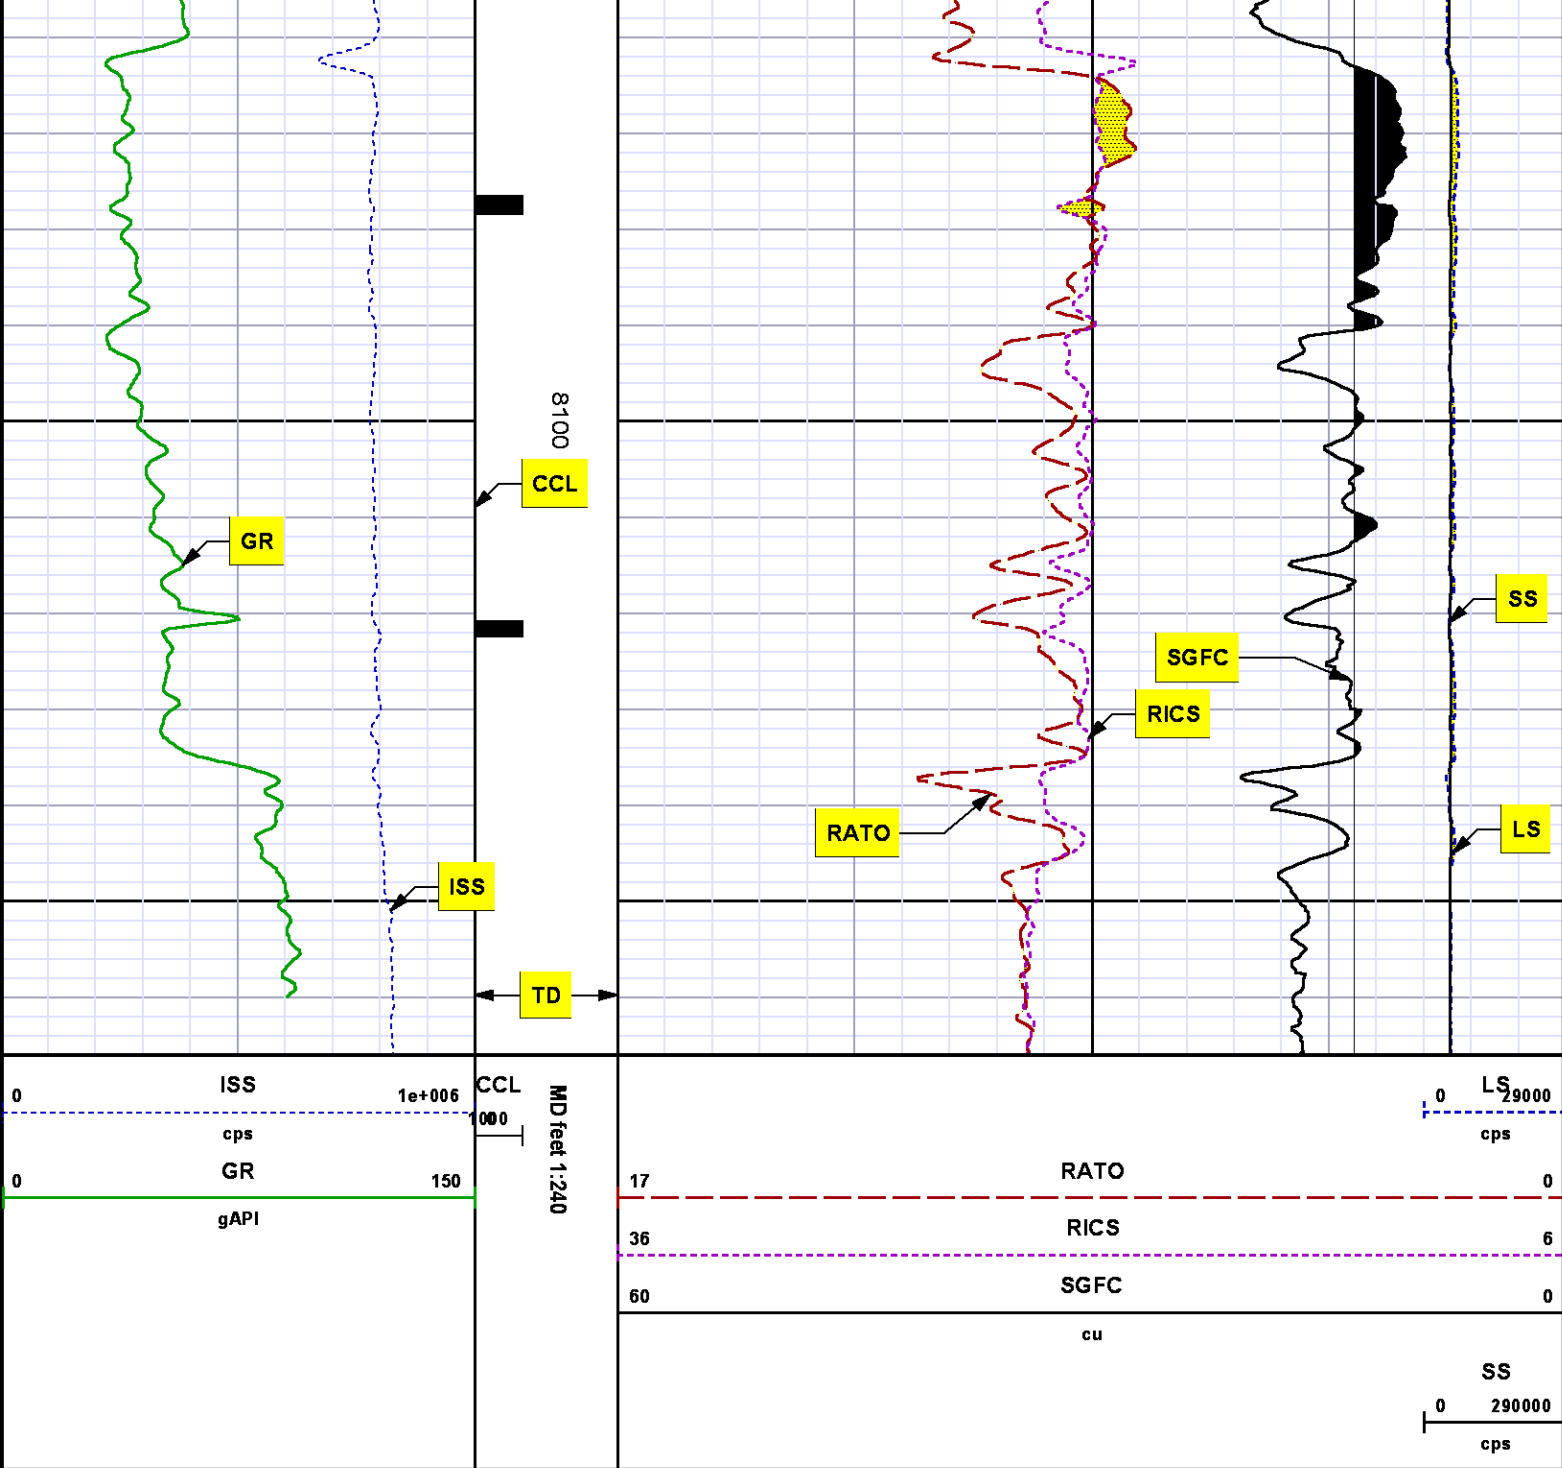 8100
CCL
GR
SS
SGFC
RICS
LS
RATO
ISS
TD
ISS
0 1e+006
cps
GR
0 150
gAPI
CCL
MD feet 1:240
LS
0 29000
cps
RATO
17 0
RICS
36 6
SGFC
60 0
cu
SS
0 290000
cps